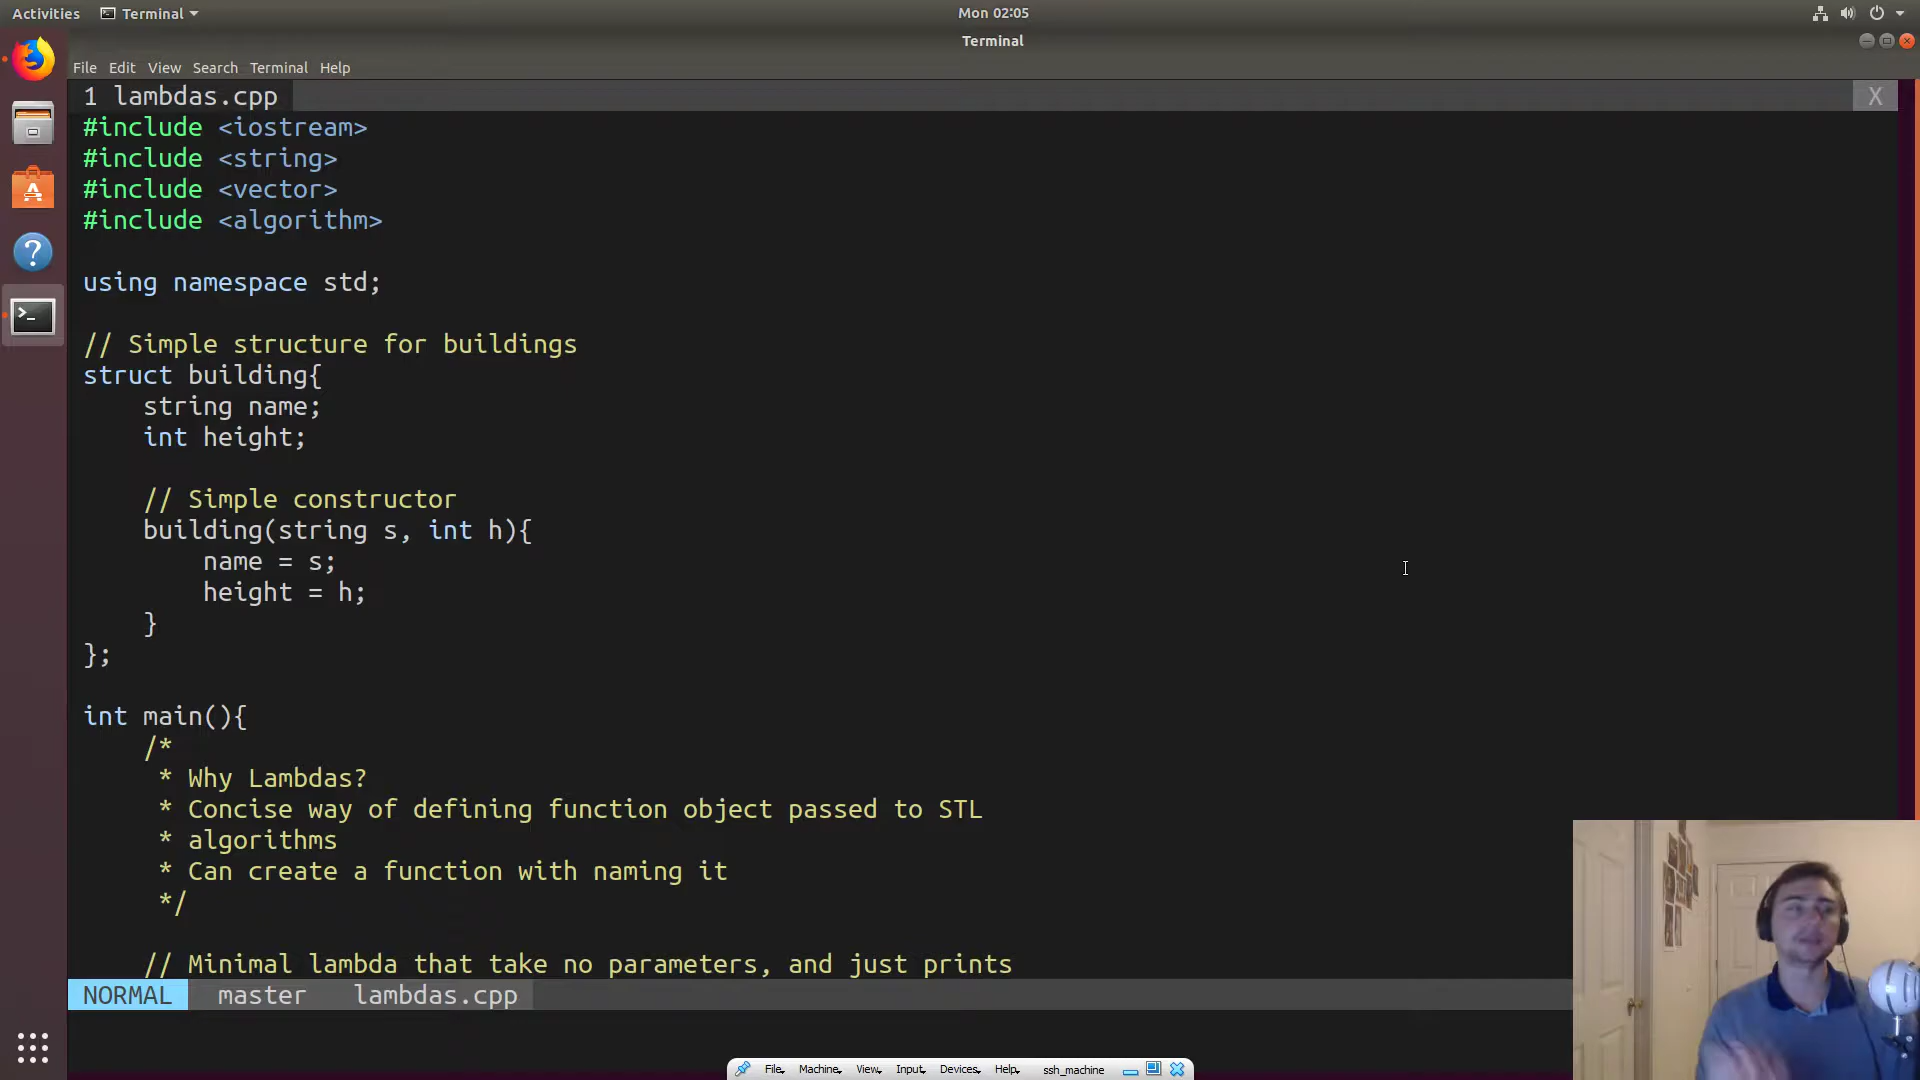 Activities Terminal Mon 02:05
Terminal
File Edit View Search Terminal Help
1 lambdas.cpp X
#include <iostream>
#include <string>
#include <vector>
#include <algorithm>
using namespace std;
// Simple structure for buildings
struct building{
string name;
int height;
// Simple constructor
building(string s, int h){
name = s;
height = h;
}
};
int main(){
/*
* Why Lambdas?
* Concise way of defining function object passed to STL
* algorithms
* Can create a function with naming it
*/
// Minimal lambda that take no parameters, and just prints
NORMAL master lambdas.cpp
File Machine View Input Devices Help ssh_machine